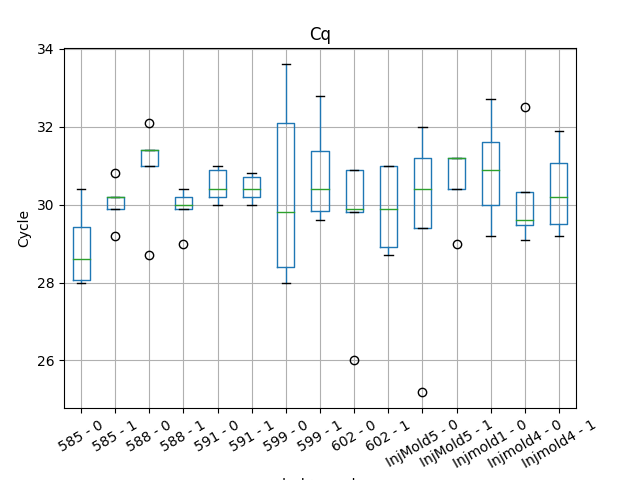 Cq
34
32
30
28
26
Cycle
585 - 0
585 - 1
588 - 0
588 - 1
591 - 0
591 - 1
599 - 0
599 - 1
602 - 0
602 - 1
InjMold5 - 0
InjMold5 - 1
Injmold1 - 0
Injmold4 - 0
Injmold4 - 1